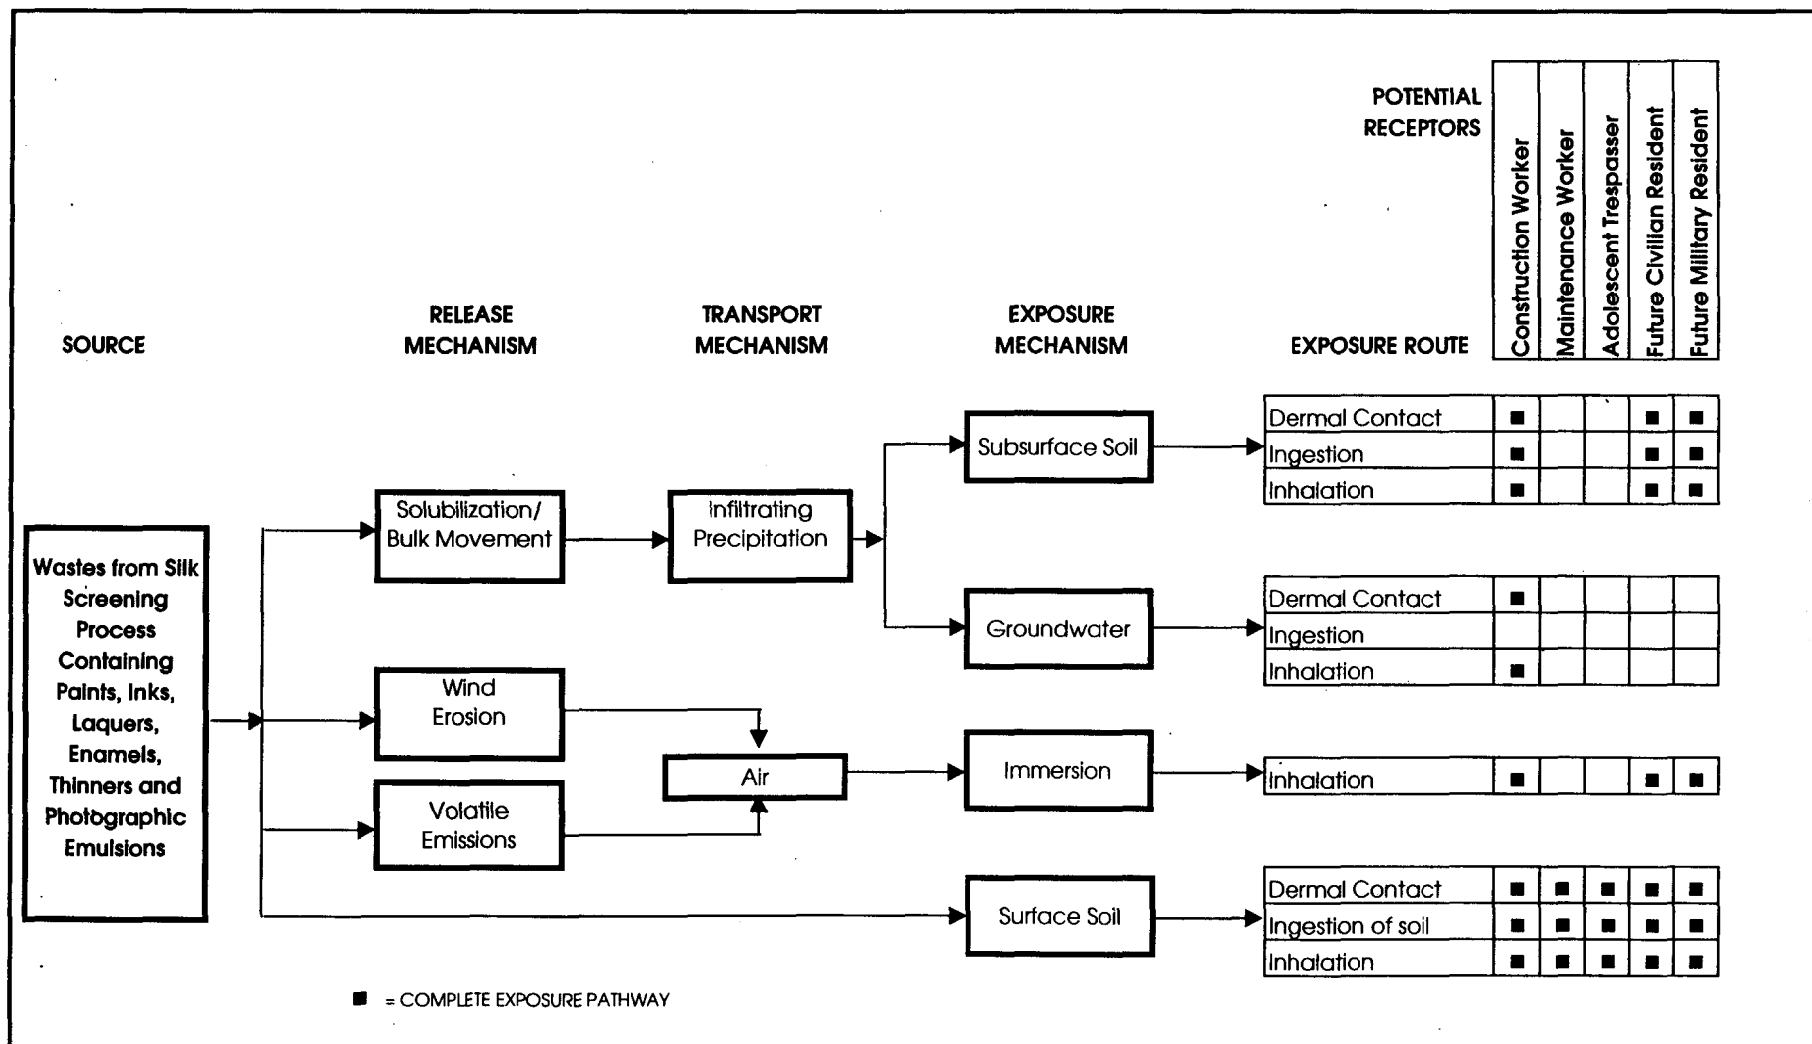 POTENTIAL
RECEPTORS
Construction Worker
Maintenance Worker
Adolescent Trespasser
Future Civilian Resident
Future Military Resident
SOURCE
RELEASE
MECHANISM
TRANSPORT
MECHANISM
EXPOSURE
MECHANISM
EXPOSURE ROUTE
Wastes from Silk
Screening
Process
Containing
Paints, Inks,
Laquers,
Enamels,
Thinners and
Photographic
Emulsions
Solubilization/
Bulk Movement
Infiltrating
Precipitation
Subsurface Soil
Dermal Contact
Ingestion
Inhalation
Groundwater
Dermal Contact
Ingestion
Inhalation
Wind
Erosion
Volatile
Emissions
Air
Immersion
Inhalation
Surface Soil
Dermal Contact
Ingestion of soil
Inhalation
■ = COMPLETE EXPOSURE PATHWAY